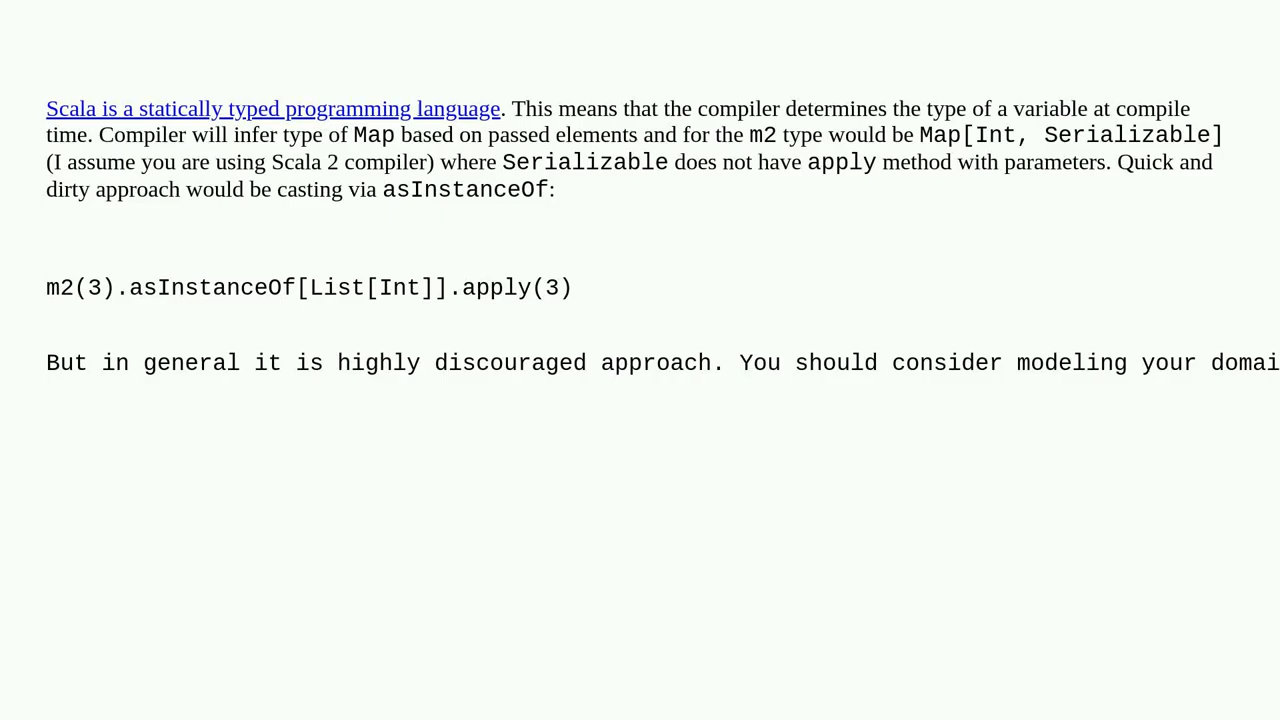 Scala is a statically typed programming language. This means that the compiler determines the type of a variable at compile
time. Compiler will infer type of Map based on passed elements and for the m2 type would be Map[Int, Serializable]
(I assume you are using Scala 2 compiler) where Serializable does not have apply method with parameters. Quick and
dirty approach would be casting via asInstanceOf:
m2(3).asInstanceOf[List[Int]].apply(3)
But in general it is highly discouraged approach. You should consider modeling your domai